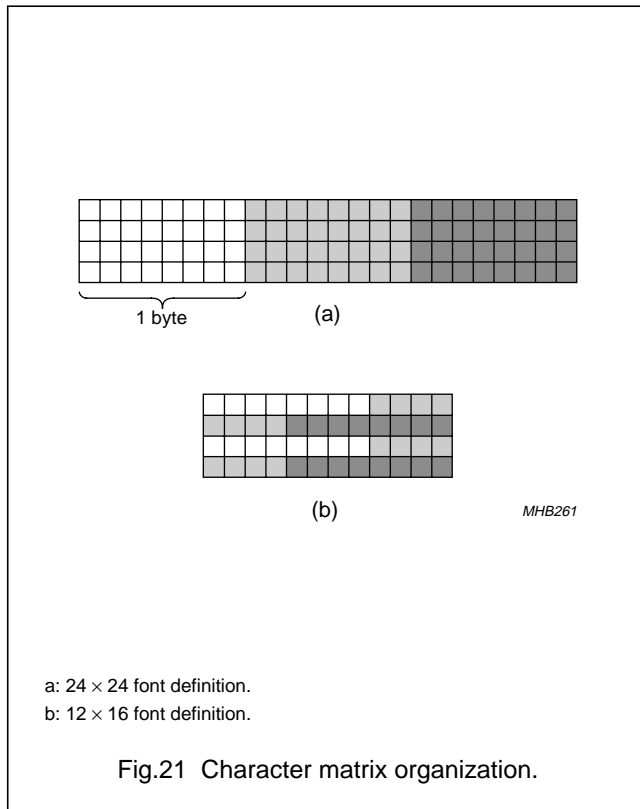 1 byte
(a)
(b)
MHB261
a: 24 × 24 font definition.
b: 12 × 16 font definition.
Fig.21 Character matrix organization.